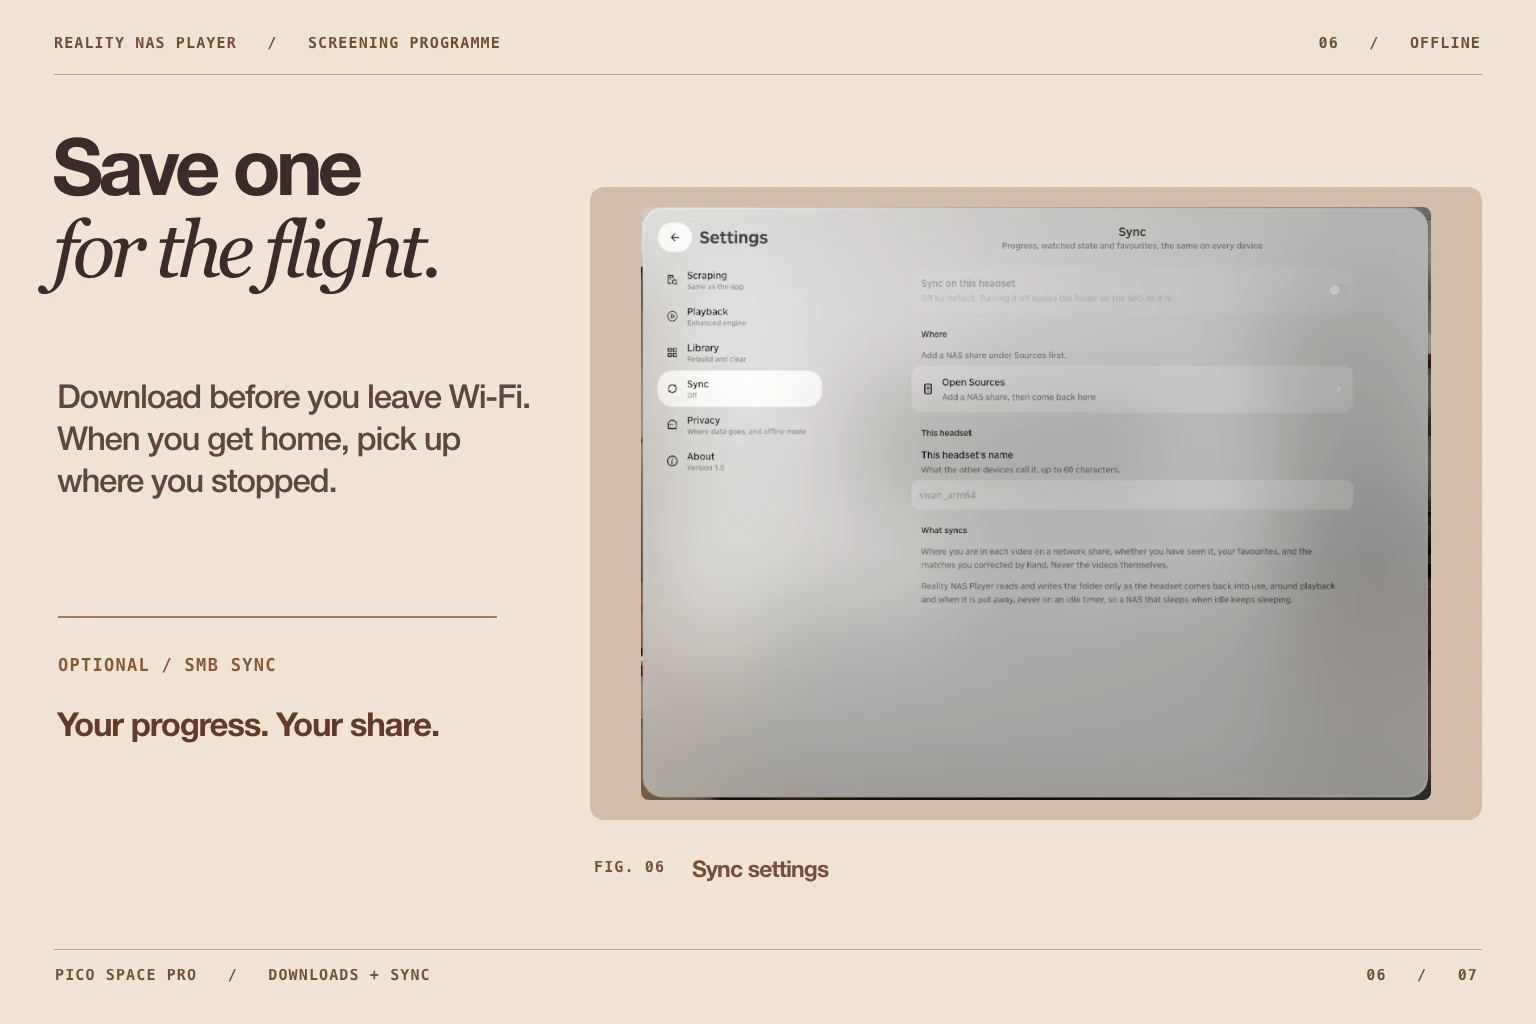 REALITY NAS PLAYER / SCREENING PROGRAMME
06 / OFFLINE
Save one
for the flight.
Download before you leave Wi-Fi.
When you get home, pick up
where you stopped.
OPTIONAL / SMB SYNC
Your progress. Your share.
Settings
Scraping
Same as the app
Playback
Enhanced engine
Library
Rebuild and clear
Sync
Off
Privacy
Where data goes, and offline mode
About
Version 1.0
Sync
Progress, watched state and favourites, the same on every device
Sync on this headset
Off by default. Turning it off leaves the folder on the NAS as it is
Where
Add a NAS share under Sources first.
Open Sources
Add a NAS share, then come back here
This headset
This headset's name
What the other devices call it, up to 60 characters.
swan_arm64
What syncs
Where you are in each video on a network share, whether you have seen it, your favourites, and the
matches you corrected by hand. Never the videos themselves.
Reality NAS Player reads and writes the folder only as the headset comes back into use, around playback
and when it is put away, never on an idle timer, so a NAS that sleeps when idle keeps sleeping.
FIG. 06 Sync settings
PICO SPACE PRO / DOWNLOADS + SYNC
06 / 07